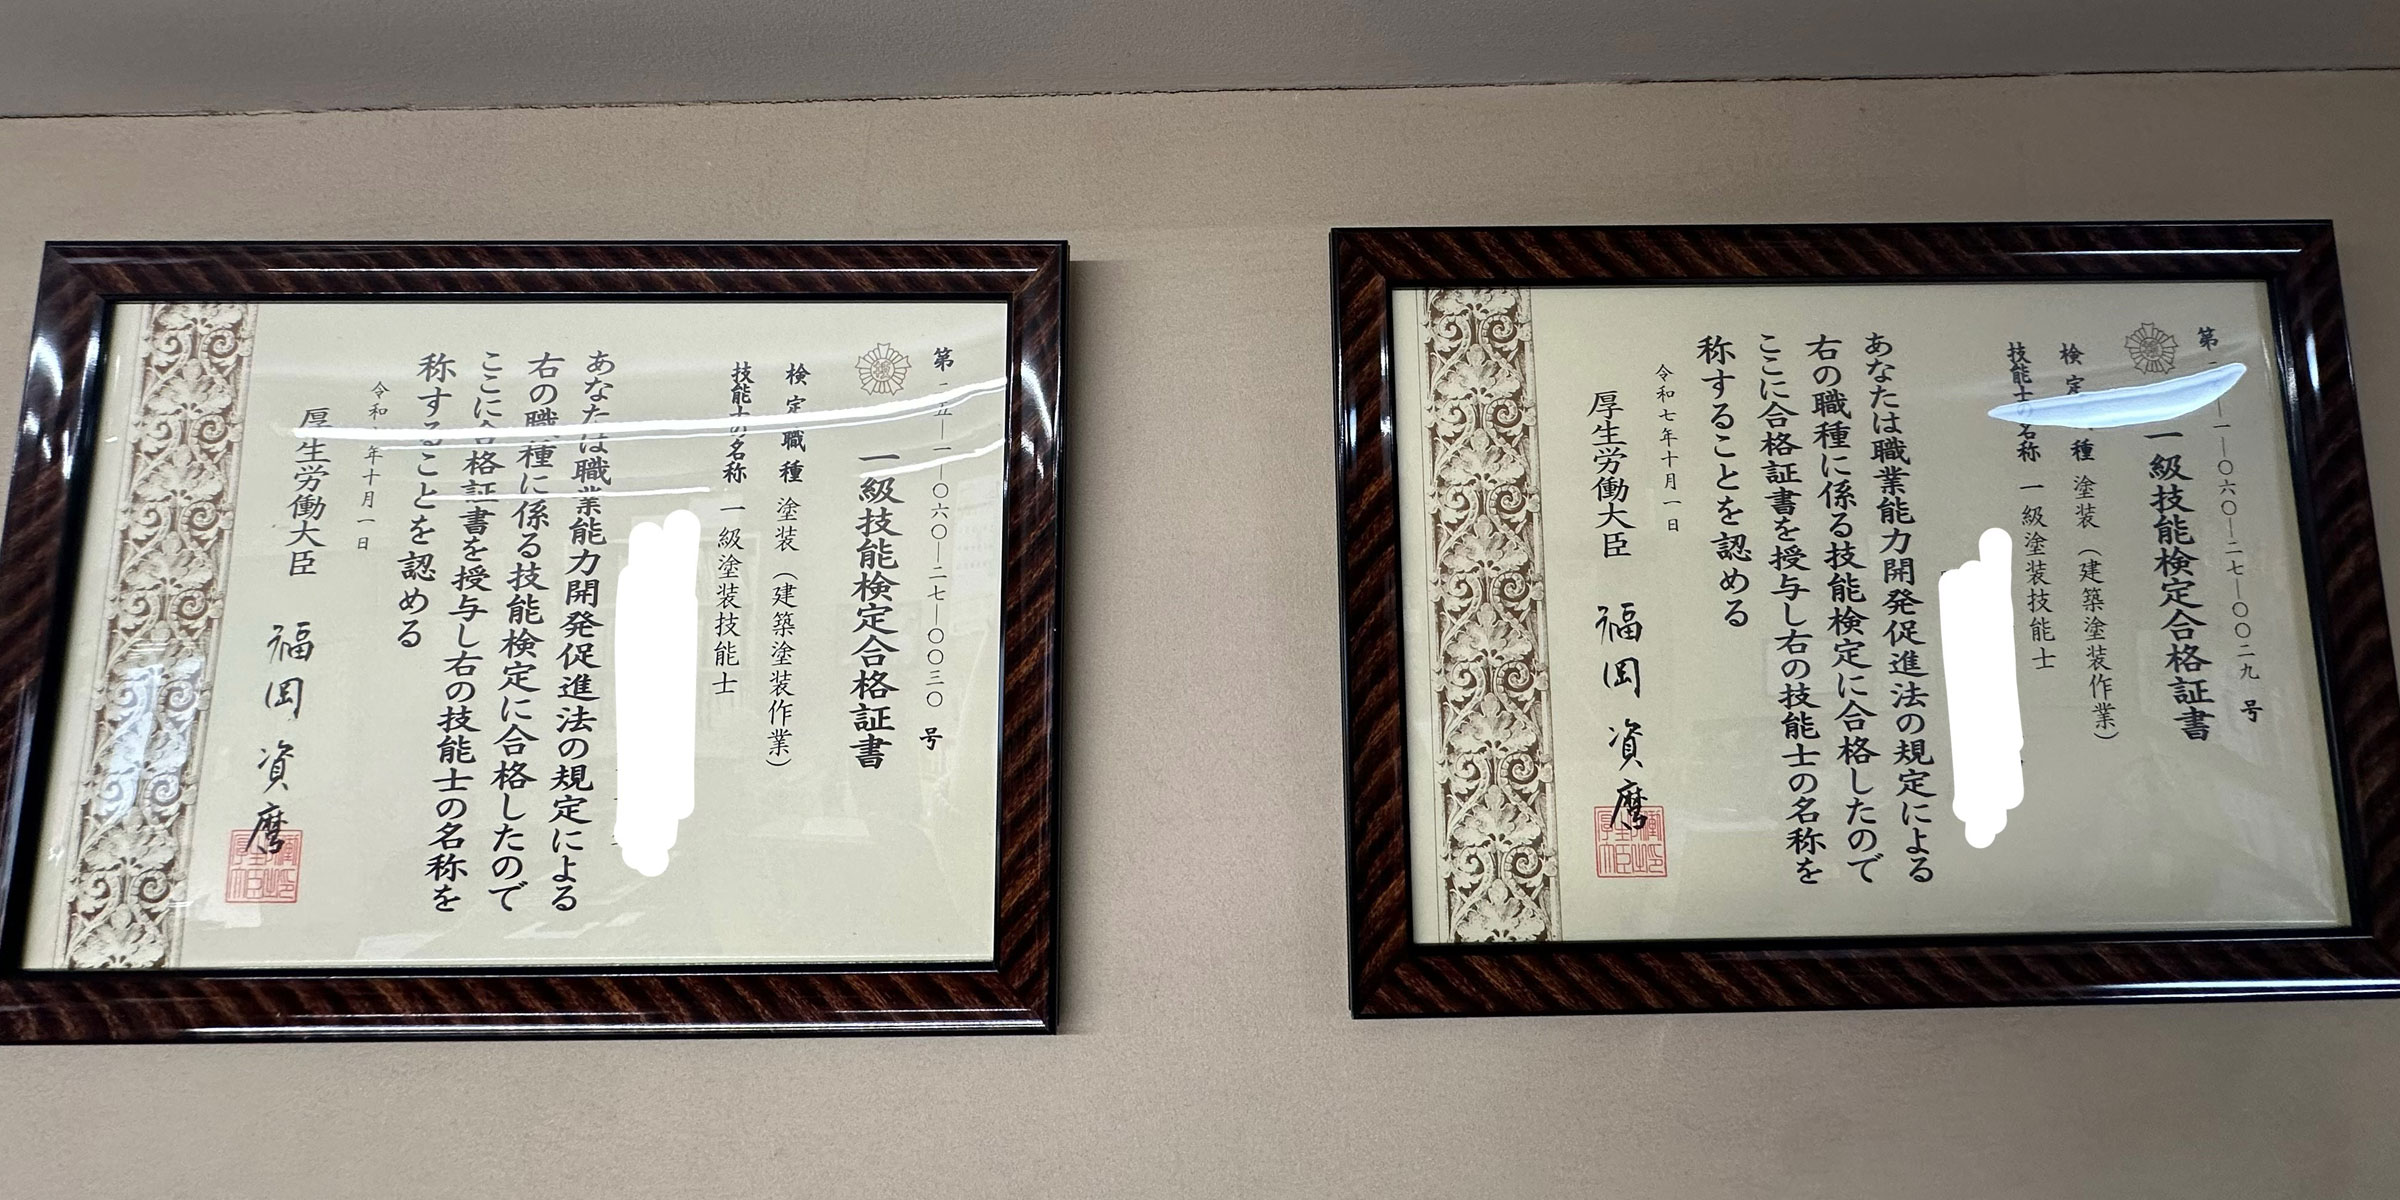 第 一—〇六〇—二七—〇〇二九 号
一級技能検定合格証書
検定 種 塗装（建築塗装作業）
技能士の名称 一級塗装技能士
あなたは職業能力開発促進法の規定による
右の職種に係る技能検定に合格したので
ここに合格証書を授与し右の技能士の名称を
称することを認める
令和七年十月一日
厚生労働大臣 福岡資麿
第 五—一—〇六〇—二七—〇〇三〇 号
一級技能検定合格証書
検定職種 塗装（建築塗装作業）
技能士の名称 一級塗装技能士
あなたは職業能力開発促進法の規定による
右の職種に係る技能検定に合格したので
ここに合格証書を授与し右の技能士の名称を
称することを認める
令和 年十月一日
厚生労働大臣 福岡資麿